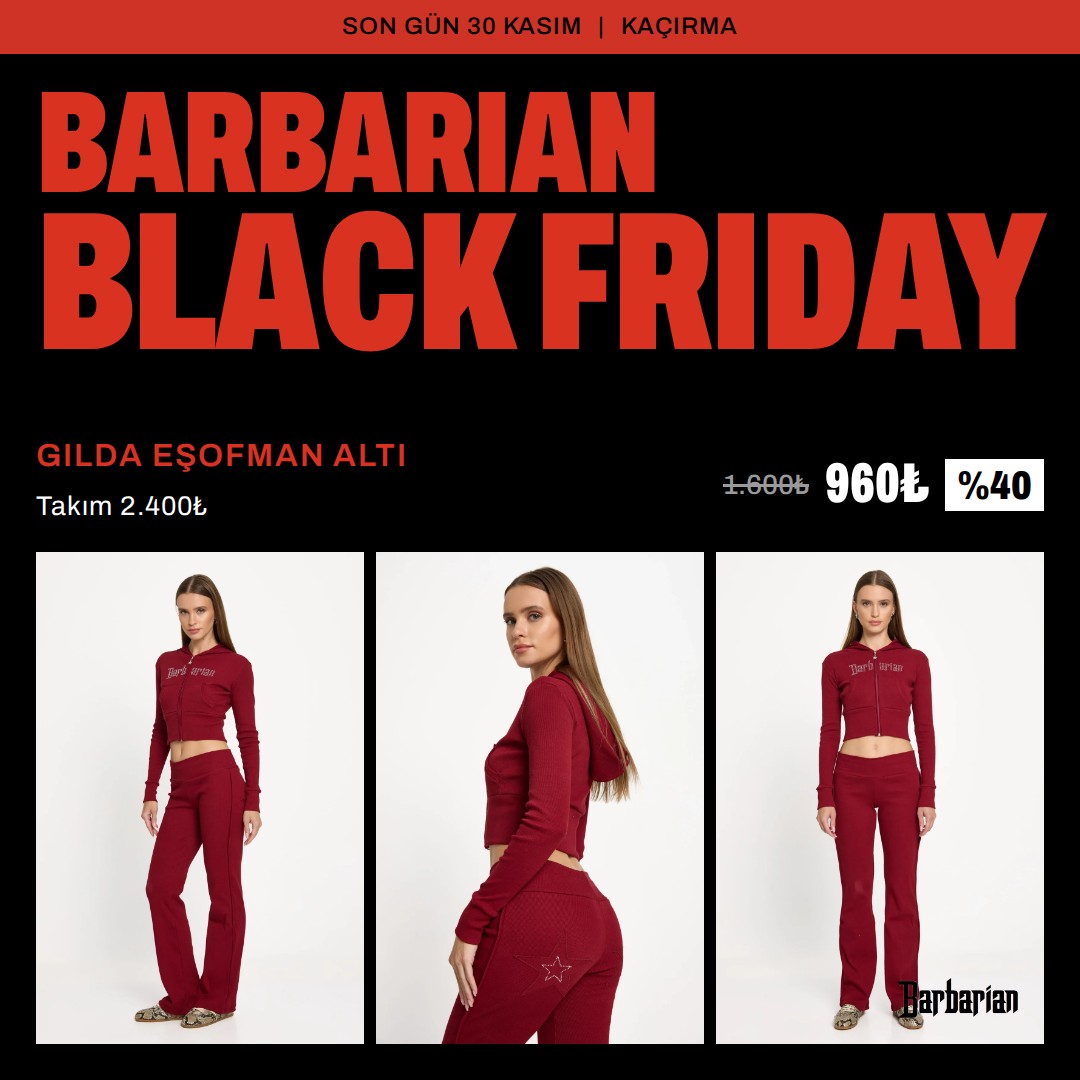 SON GÜN 30 KASIM | KAÇIRMA
BARBARIAN
BLACK FRIDAY
GILDA EŞOFMAN ALTI
Takım 2.400₺
1.600₺ 960₺ %40
Barbarian
Barbarian
Barbarian